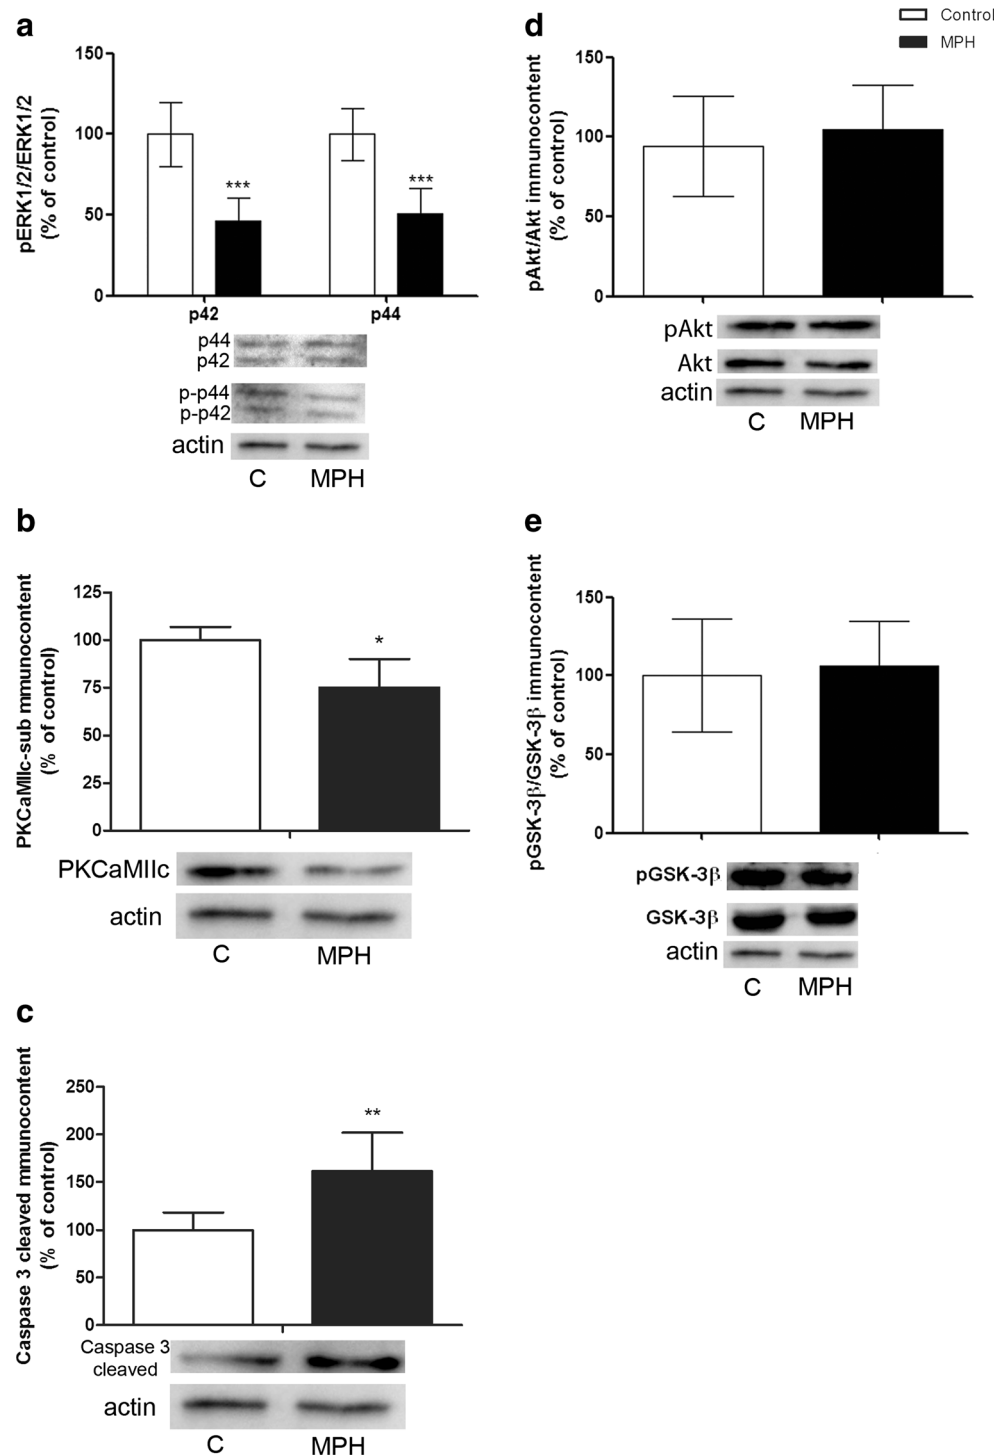 a
pERK1/2/ERK1/2
(% of control)
150
100
50
0
***
***
p42
p44
p44
p42
p-p44
p-p42
actin
C MPH
b
PKCaMIIc-sub mmunocontent
(% of control)
125
100
75
50
25
0
*
PKCaMIIc
actin
C MPH
c
Caspase 3 cleaved mmunocontent
(% of control)
250
200
150
100
50
0
**
Caspase 3
cleaved
actin
C MPH
d
Control
MPH
pAkt/Akt immunocontent
(% of control)
150
100
50
0
pAkt
Akt
actin
C MPH
e
pGSK-3β/GSK-3β immunocontent
(% of control)
150
100
50
0
pGSK-3β
GSK-3β
actin
C MPH